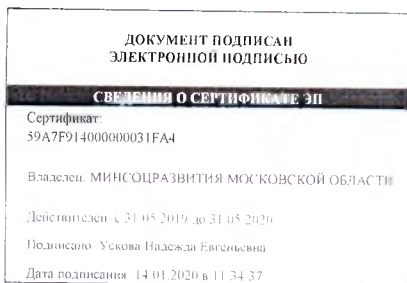 ДОКУМЕНТ ПОДПИСАН
ЭЛЕКТРОННОЙ ПОДПИСЬЮ
СВЕДЕНИЯ О СЕРТИФИКАТЕ ЭП
Сертификат:
59A7F914000000031FA4
Владелец: МИНСОЦРАЗВИТИЯ МОСКОВСКОЙ ОБЛАСТИ
Действителен: с 31.05.2019 до 31.05.2020
Подписано: Ускова Надежда Евгеньевна
Дата подписания: 14.01.2020 в 11:34:37